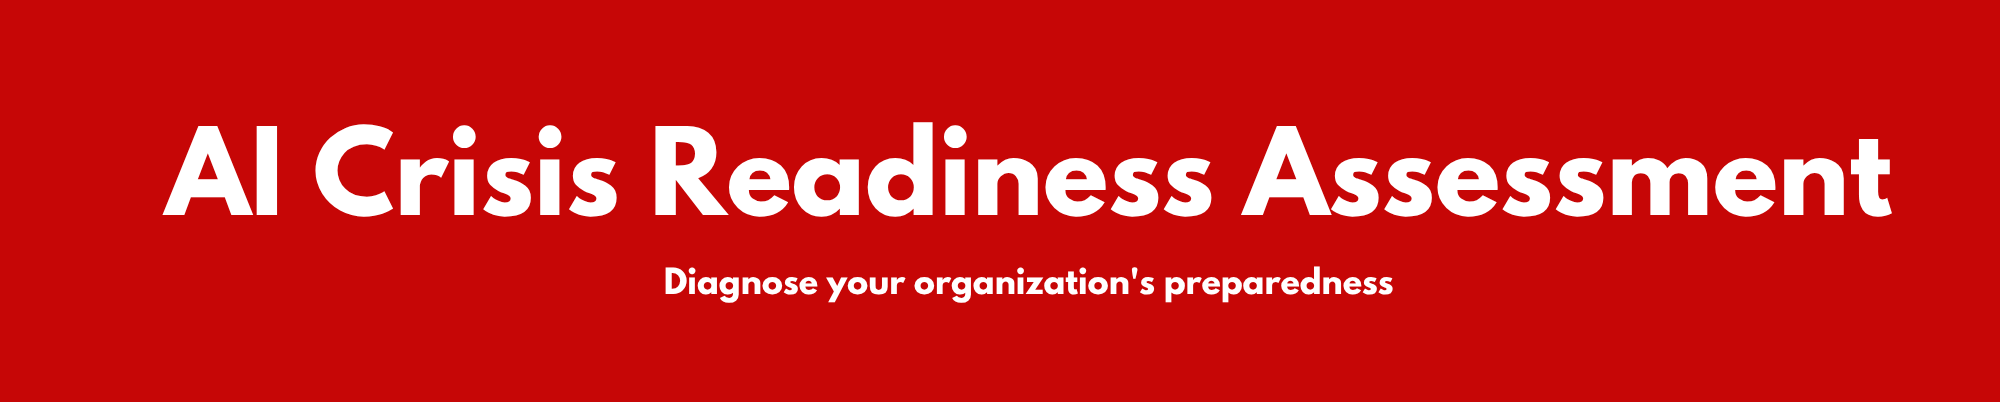 AI Crisis Readiness Assessment
Diagnose your organization's preparedness